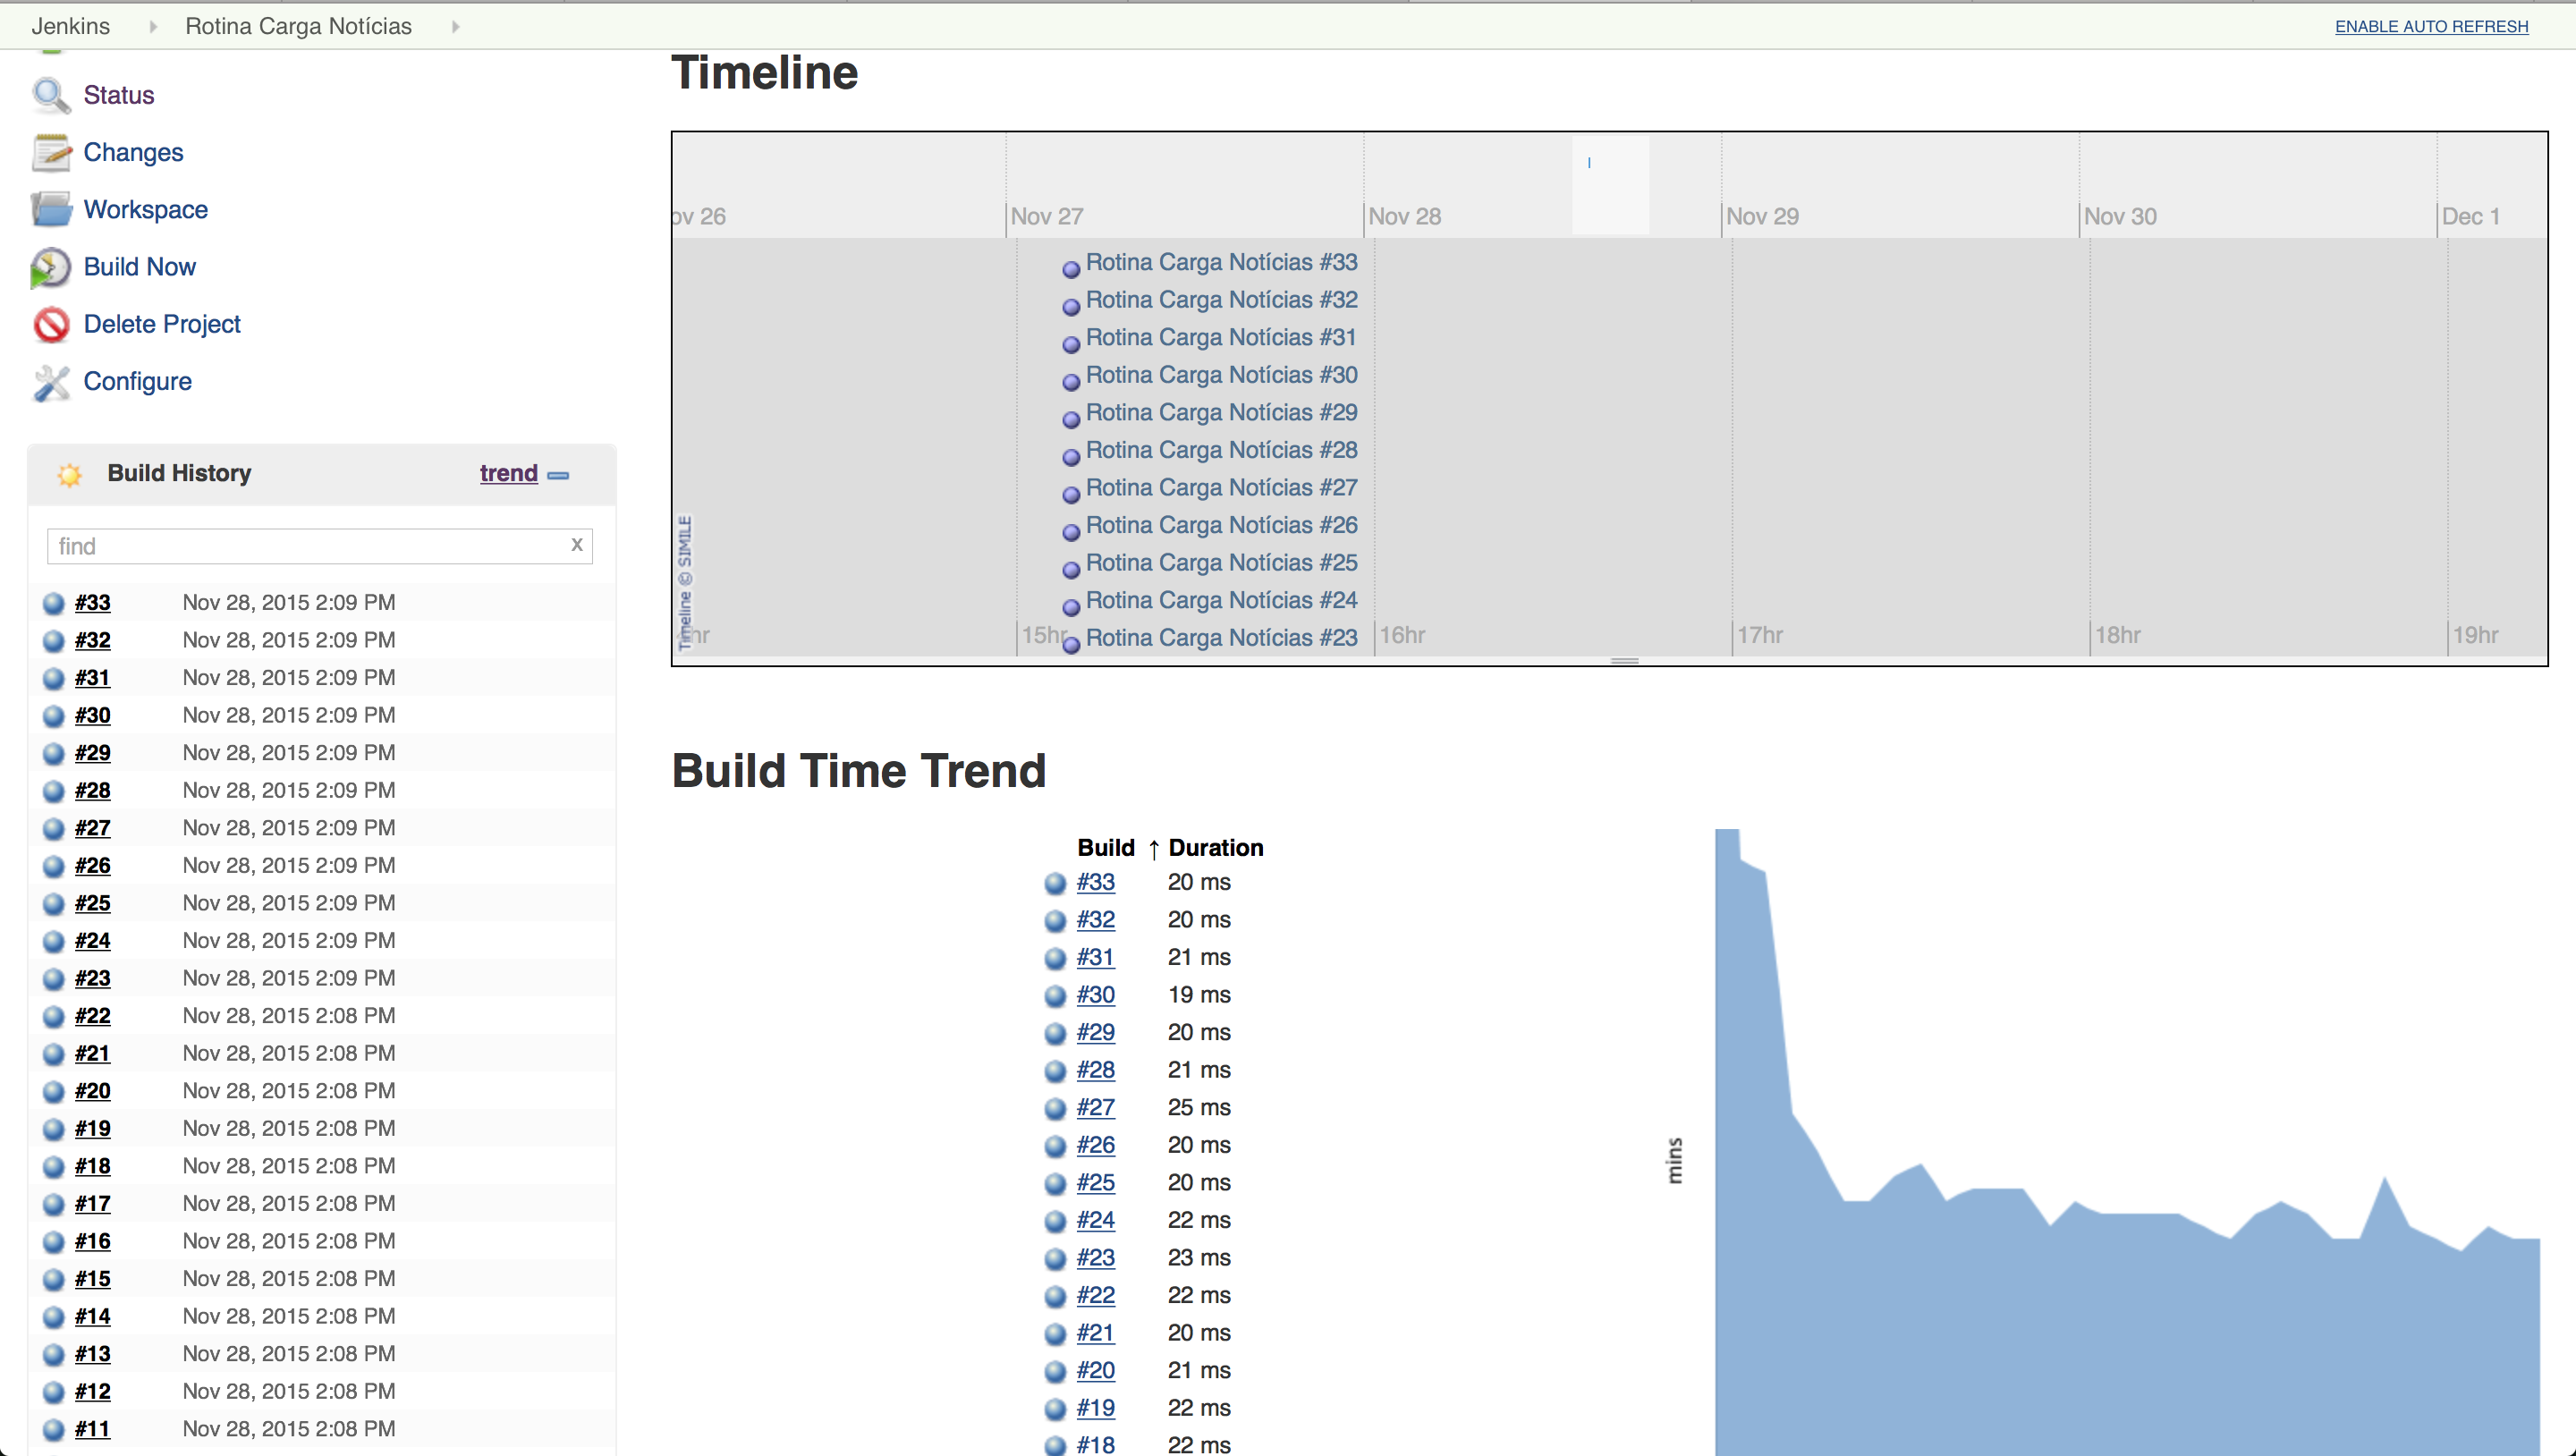 Jenkins Rotina Carga Notícias ENABLE AUTO REFRESH
Status
Changes
Workspace
Build Now
Delete Project
Configure
Build History trend
find x
#33 Nov 28, 2015 2:09 PM
#32 Nov 28, 2015 2:09 PM
#31 Nov 28, 2015 2:09 PM
#30 Nov 28, 2015 2:09 PM
#29 Nov 28, 2015 2:09 PM
#28 Nov 28, 2015 2:09 PM
#27 Nov 28, 2015 2:09 PM
#26 Nov 28, 2015 2:09 PM
#25 Nov 28, 2015 2:09 PM
#24 Nov 28, 2015 2:09 PM
#23 Nov 28, 2015 2:09 PM
#22 Nov 28, 2015 2:08 PM
#21 Nov 28, 2015 2:08 PM
#20 Nov 28, 2015 2:08 PM
#19 Nov 28, 2015 2:08 PM
#18 Nov 28, 2015 2:08 PM
#17 Nov 28, 2015 2:08 PM
#16 Nov 28, 2015 2:08 PM
#15 Nov 28, 2015 2:08 PM
#14 Nov 28, 2015 2:08 PM
#13 Nov 28, 2015 2:08 PM
#12 Nov 28, 2015 2:08 PM
#11 Nov 28, 2015 2:08 PM
Timeline
ov 26 Nov 27 Nov 28 Nov 29 Nov 30 Dec 1
Rotina Carga Notícias #33
Rotina Carga Notícias #32
Rotina Carga Notícias #31
Rotina Carga Notícias #30
Rotina Carga Notícias #29
Rotina Carga Notícias #28
Rotina Carga Notícias #27
Rotina Carga Notícias #26
Rotina Carga Notícias #25
Rotina Carga Notícias #24
Rotina Carga Notícias #23
Timeline © SIMILE
hr 15hr 16hr 17hr 18hr 19hr
Build Time Trend
Build ↑ Duration
#33 20 ms
#32 20 ms
#31 21 ms
#30 19 ms
#29 20 ms
#28 21 ms
#27 25 ms
#26 20 ms
#25 20 ms
#24 22 ms
#23 23 ms
#22 22 ms
#21 20 ms
#20 21 ms
#19 22 ms
#18 22 ms
mins